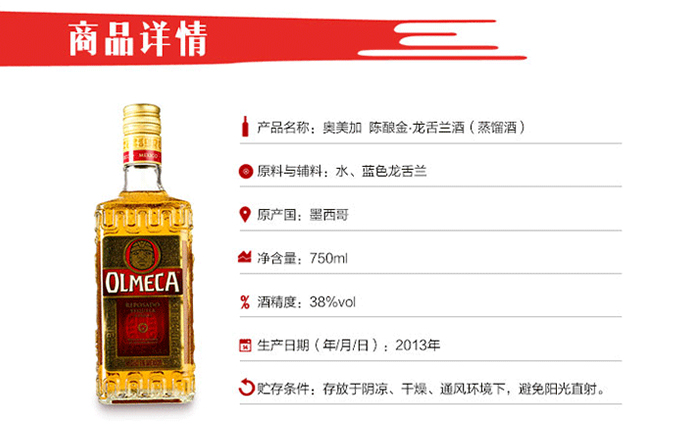 商品详情
产品名称：奥美加 陈酿金·龙舌兰酒（蒸馏酒）
原料与辅料：水、蓝色龙舌兰
原产国：墨西哥
净含量：750ml
酒精度：38%vol
生产日期（年/月/日）：2013年
贮存条件：存放于阴凉、干燥、通风环境下，避免阳光直射。
MEXICO
OLMECA
REPOSADO
TEQUILA